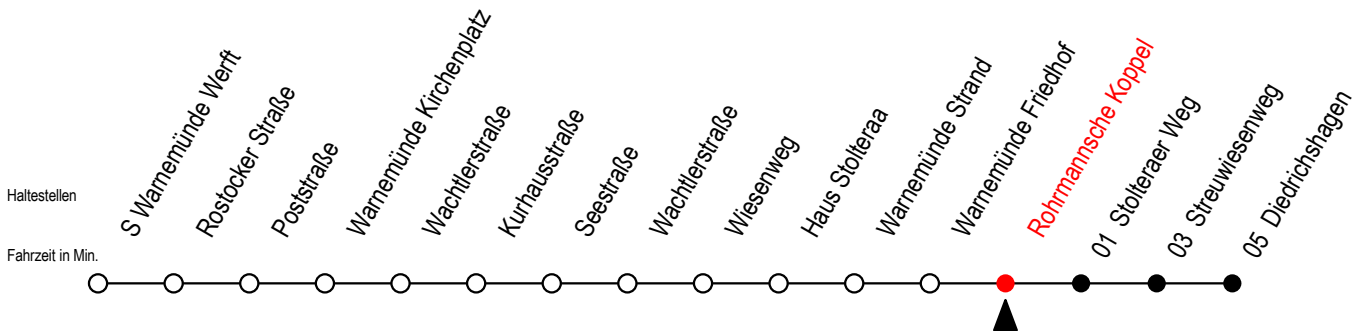 S Warnemünde Werft
Rostocker Straße
Poststraße
Warnemünde Kirchenplatz
Wachtlerstraße
Kurhausstraße
Seestraße
Wachtlerstraße
Wiesenweg
Haus Stolteraa
Warnemünde Strand
Warnemünde Friedhof
Rohrmannsche Koppel
01 Stolteraer Weg
03 Streuwiesenweg
05 Diedrichshagen
Haltestellen
Fahrzeit in Min.